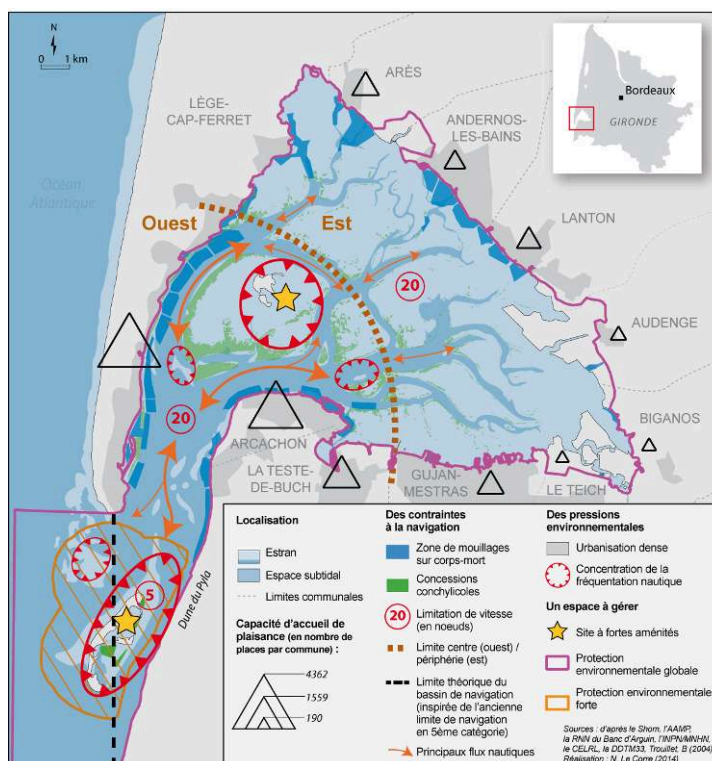 N
0 1 km
ARÈS
LÈGE-
CAP-FERRET
ANDERNOS-
LES-BAINS
Bordeaux
GIRONDE
Océan
Atlantique
Ouest
Est
LANTON
20
AUDENGE
20
BIGANOS
ARCACHON
LA TESTE-
DE-BUCH
GUJAN-
MESTRAS
LE TEICH
5
Dune du Pyla
Localisation
Estran
Espace subtidal
Limites communales
Capacité d'accueil de
plaisance (en nombre
de places par commune) :
4362
1559
190
Des contraintes
à la navigation
Zone de mouillages
sur corps-mort
Concessions
conchylicoles
20
Limitation de vitesse
(en noeuds)
Limite centre (ouest) /
périphérie (est)
Limite théorique du
bassin de navigation
(inspirée de l'ancienne
limite de navigation
en 5ème catégorie)
Principaux flux nautiques
Des pressions
environnementales
Urbanisation dense
Concentration de la
fréquentation nautique
Un espace à gérer
Site à fortes aménités
Protection
environnementale globale
Protection environnementale
forte
Sources : d'après le Shom, l'AAMP,
la RNN du Banc d'Arguin, l'INPN/MNHN,
le CELRL, la DDTM33, Trouillet, B (2004)
Réalisation : N. Le Corre (2014)